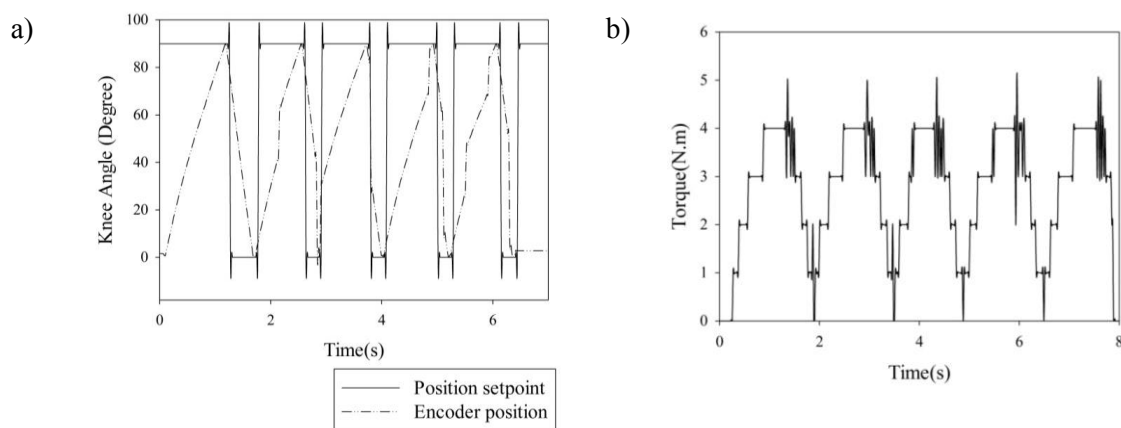 a)
100
80
60
40
20
0
Knee Angle (Degree)
0 2 4 6
Time(s)
Position setpoint
Encoder position
b)
6
5
4
3
2
1
0
Torque(N.m)
0 2 4 6 8
Time(s)